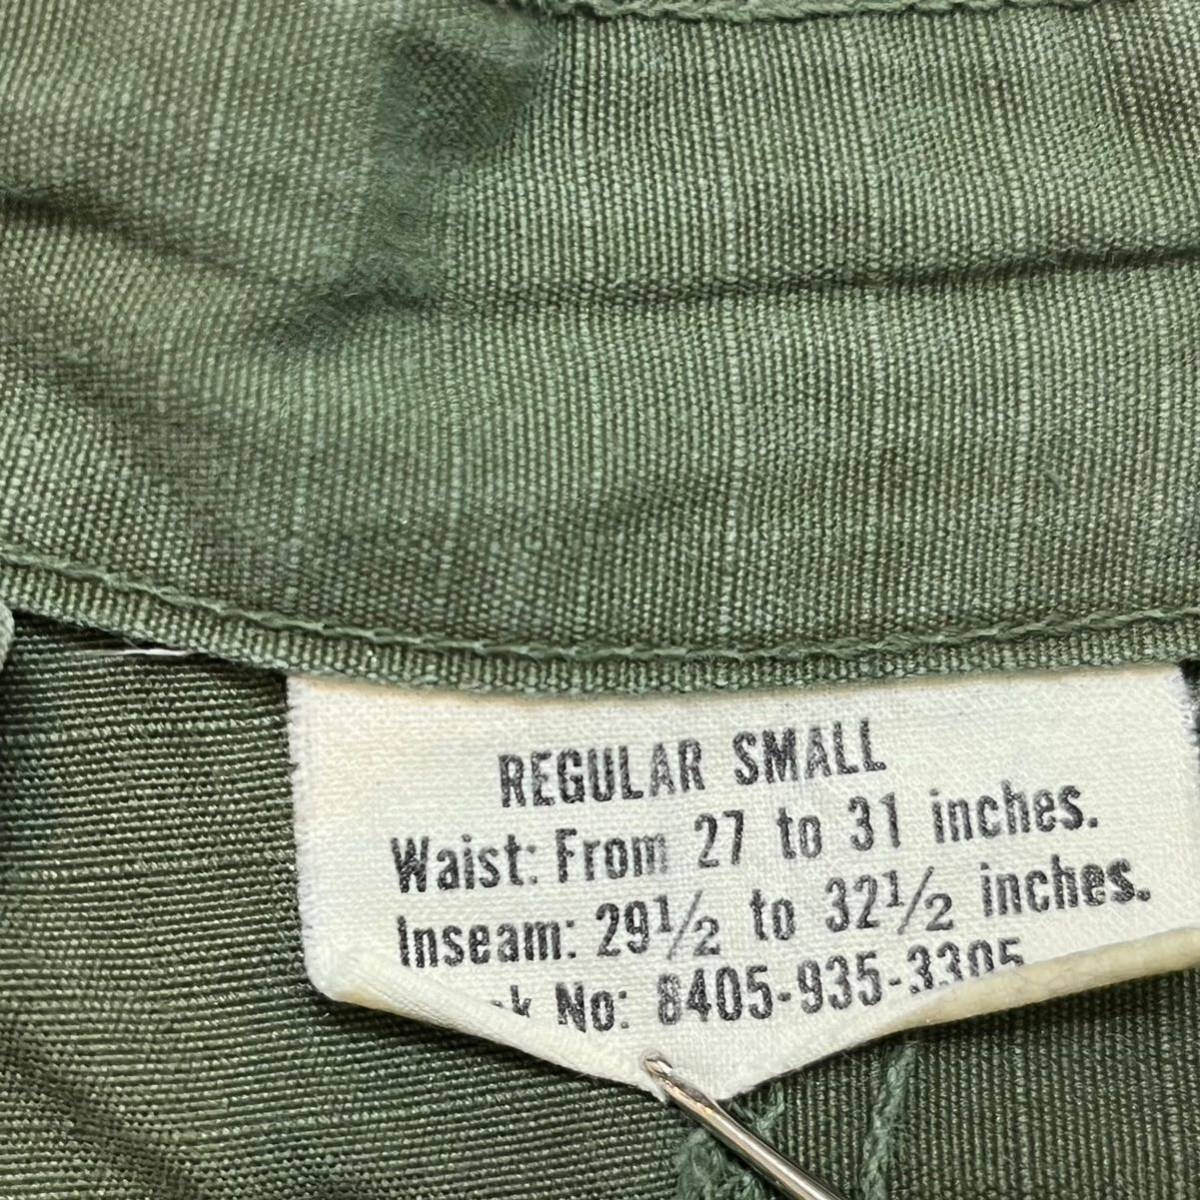 REGULAR SMALL
Waist: From 27 to 31 inches.
Inseam: 29½ to 32½ inches.
No: 8405-935-3305